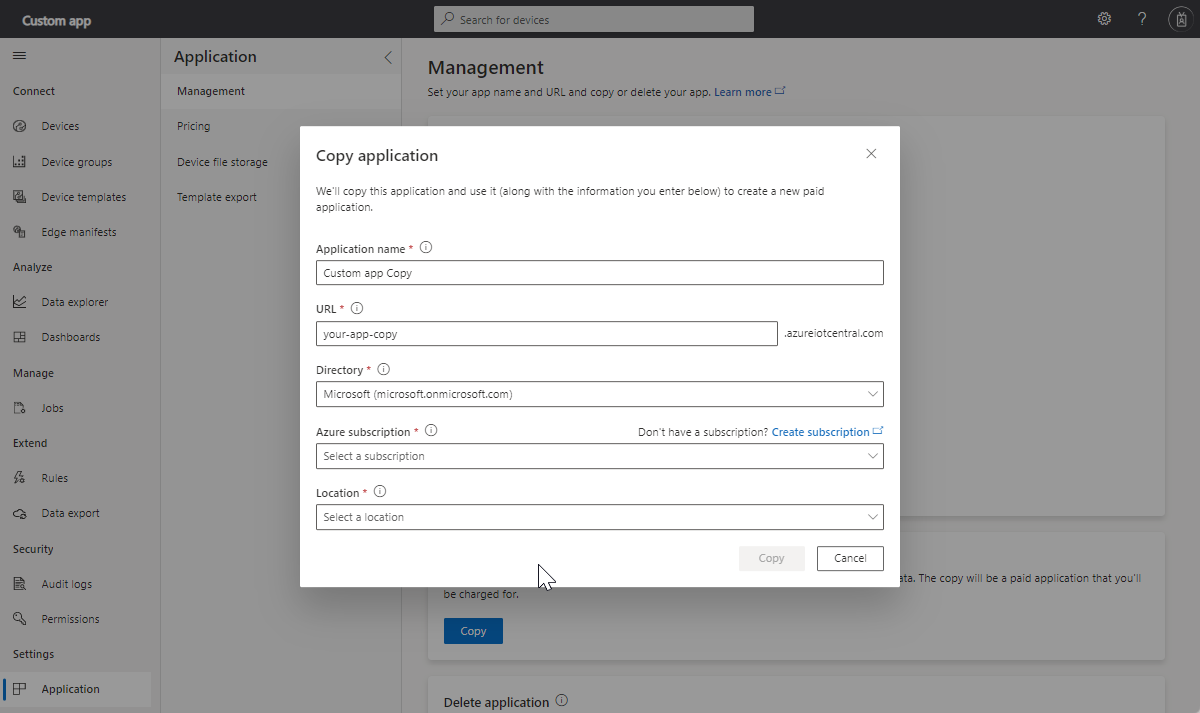 Custom app
Search for devices
?
Connect
Devices
Device groups
Device templates
Edge manifests
Analyze
Data explorer
Dashboards
Manage
Jobs
Extend
Rules
Data export
Security
Audit logs
Permissions
Settings
Application
Application
Management
Pricing
Device file storage
Template export
Management
Set your app name and URL and copy or delete your app. Learn more
Copy application
We'll copy this application and use it (along with the information you enter below) to create a new paid
application.
Application name *
Custom app Copy
URL *
your-app-copy .azureiotcentral.com
Directory *
Microsoft (microsoft.onmicrosoft.com)
Azure subscription * Don't have a subscription? Create subscription
Select a subscription
Location *
Select a location
Copy Cancel
The copy will be a paid application that you'll
be charged for.
Copy
Delete application